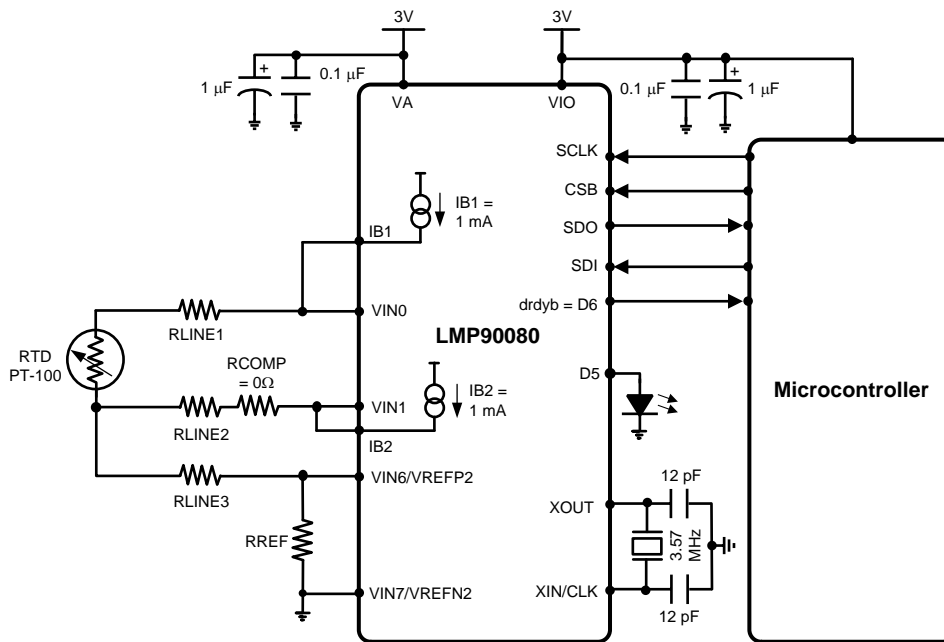 3V
3V
1 µF
+
0.1 µF
0.1 µF
+
1 µF
VA
VIO
SCLK
CSB
SDO
SDI
drdyb = D6
IB1 =
1 mA
IB1
VIN0
RLINE1
LMP90080
RTD
PT-100
RCOMP
= 0Ω
RLINE2
VIN1
IB2
IB2 =
1 mA
D5
Microcontroller
RLINE3
VIN6/VREFP2
RREF
VIN7/VREFN2
XOUT
XIN/CLK
12 pF
3.57
MHz
12 pF